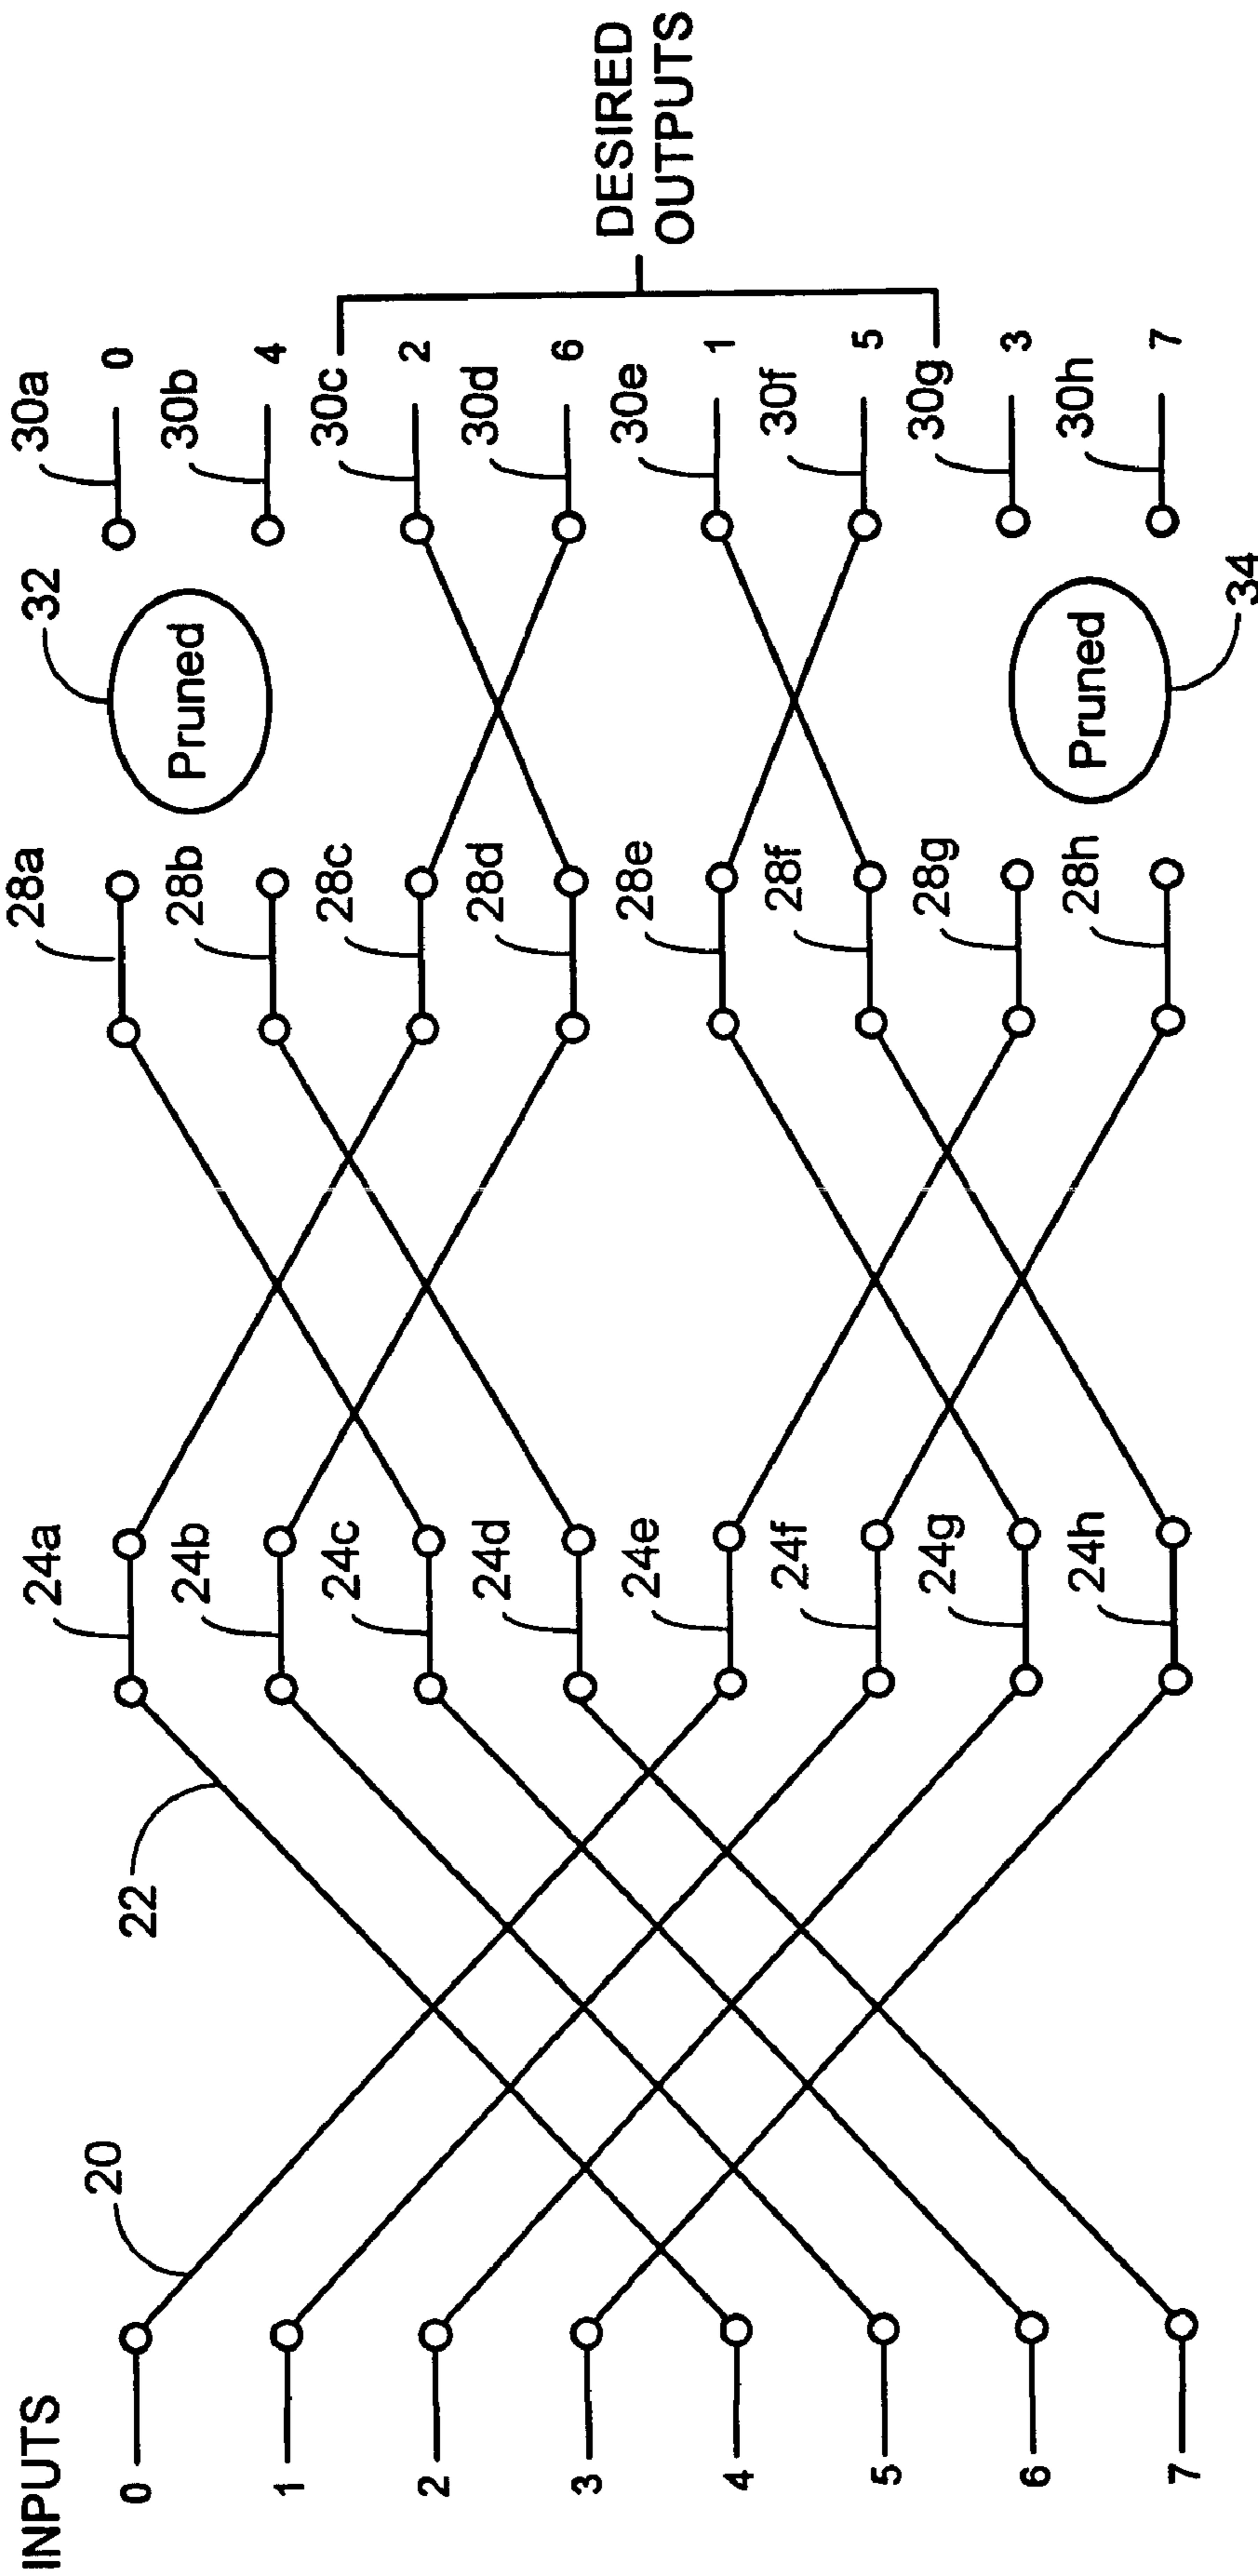 INPUTS
0
1
2
3
4
5
6
7
20
22
24a
24b
24c
24d
24e
24f
24g
24h
28a
28b
28c
28d
28e
28f
28g
28h
32
Pruned
Pruned
34
30a
30b
30c
30d
30e
30f
30g
30h
0
4
2
6
1
5
3
7
DESIRED
OUTPUTS